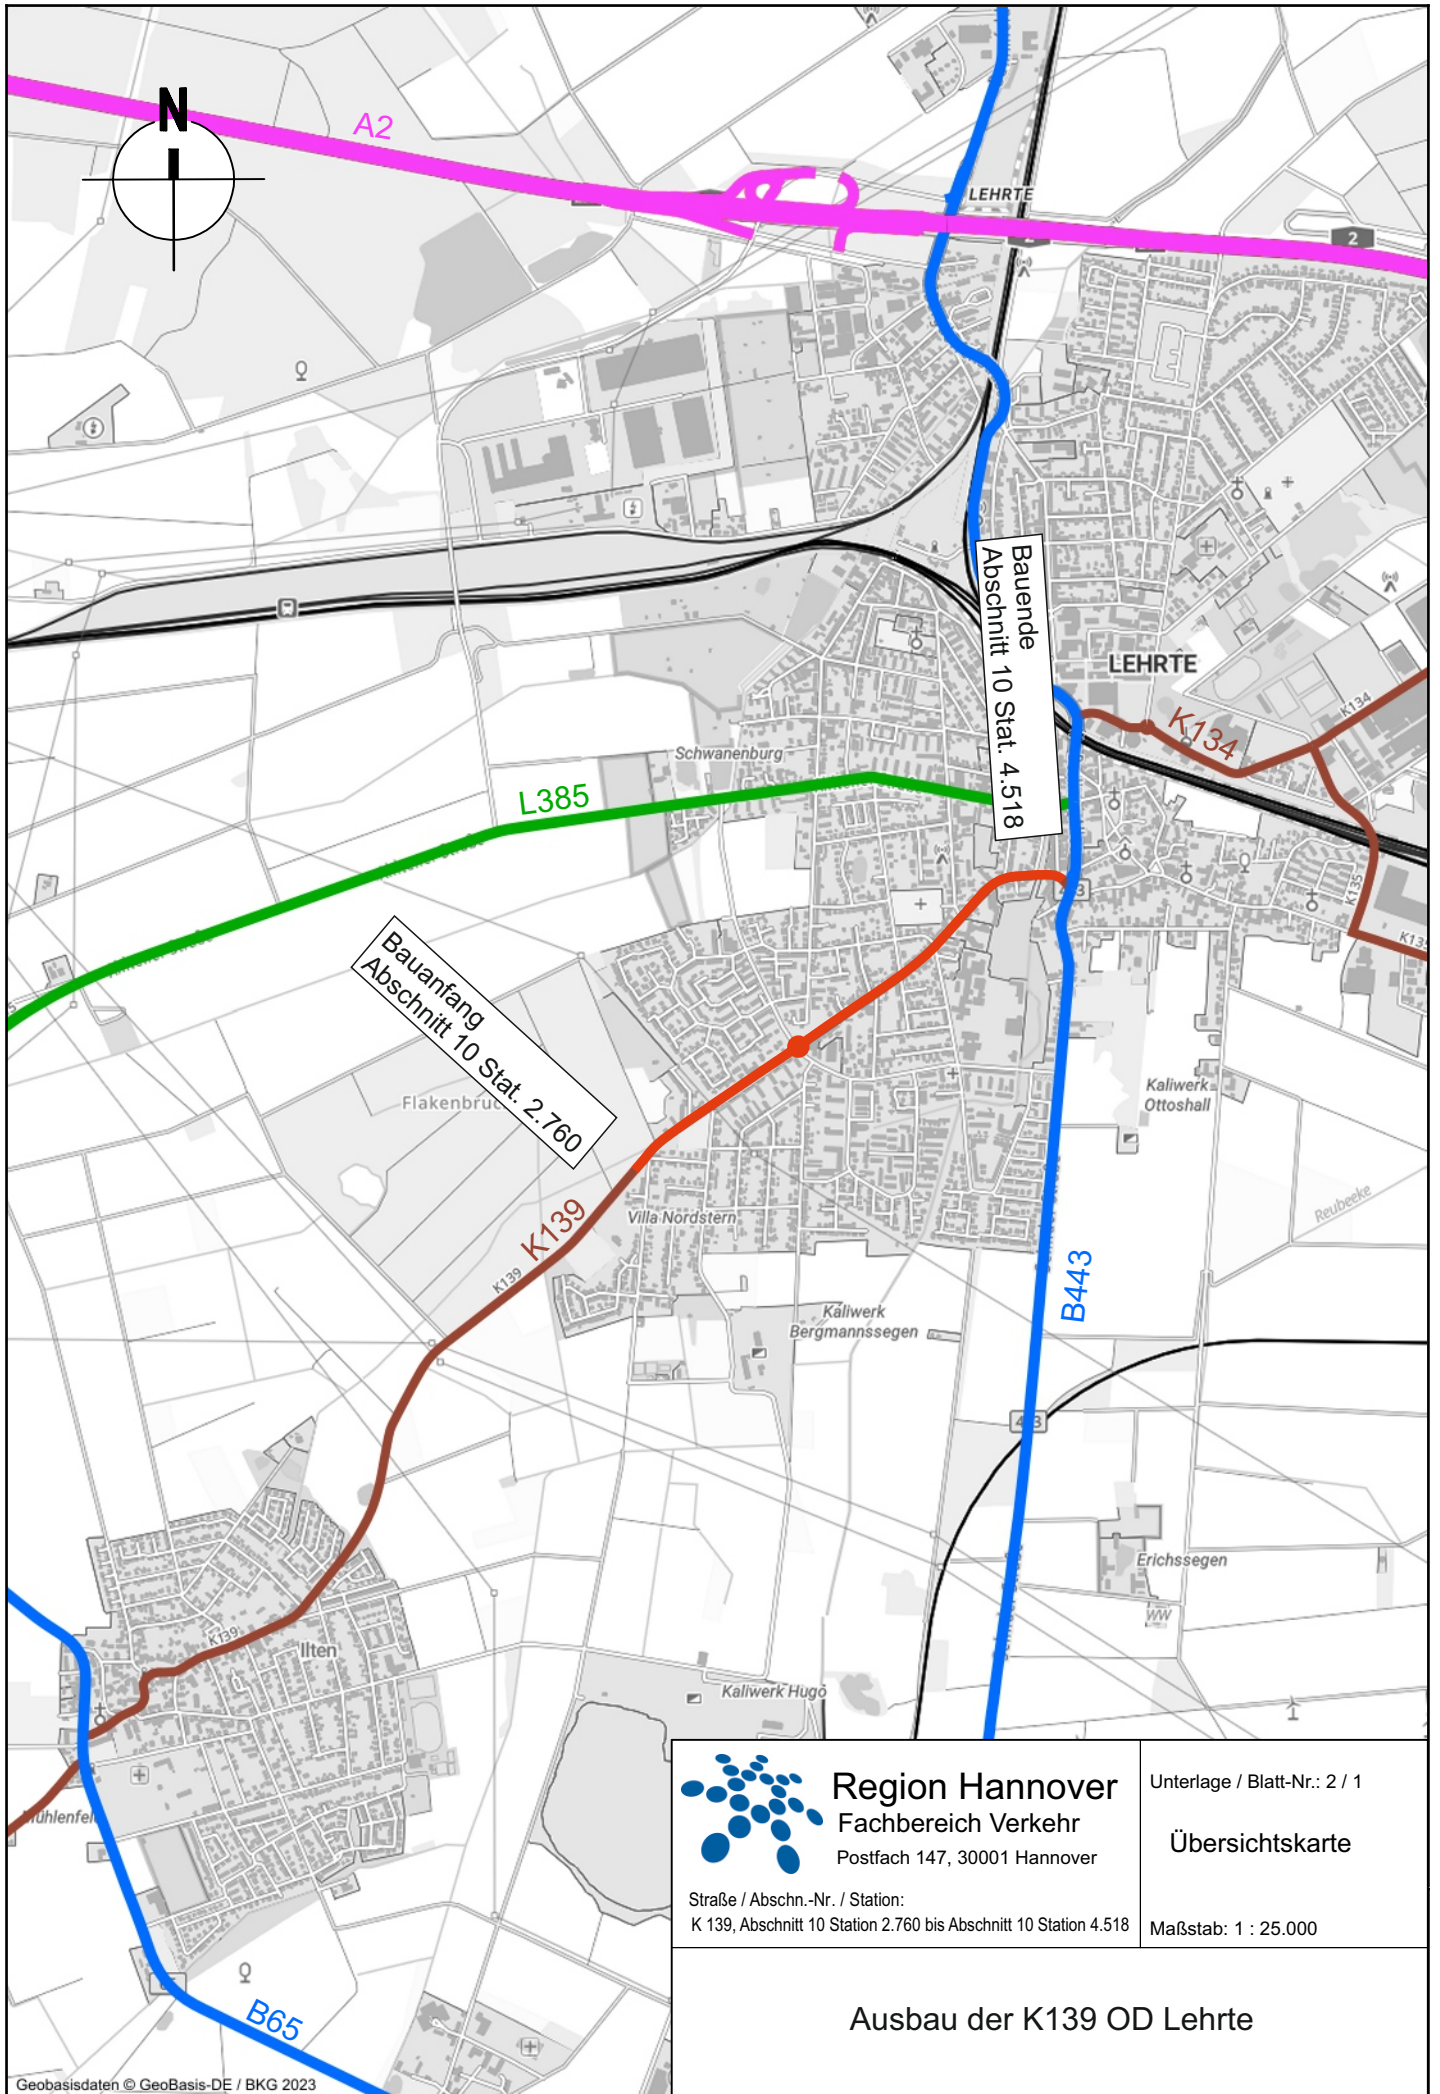 N
A2
LEHRTE
2
Bauende
Abschnitt 10 Stat. 4.518
LEHRTE
K134
K134
Schwanenburg
L385
K135
K135
Bauanfang
Abschnitt 10 Stat. 2.760
Kaliwerk
Ottoshall
Reubeeke
K139
K139
Villa Nordstern
B443
Kaliwerk
Bergmannssegen
Erichssegen
WW
K139
Ilten
Kaliwerk Hugo
Region Hannover
Fachbereich Verkehr
Postfach 147, 30001 Hannover
Straße / Abschn.-Nr. / Station:
K 139, Abschnitt 10 Station 2.760 bis Abschnitt 10 Station 4.518
Unterlage / Blatt-Nr.: 2 / 1
Übersichtskarte
Maßstab: 1 : 25.000
Ausbau der K139 OD Lehrte
B65
Geobasisdaten © GeoBasis-DE / BKG 2023